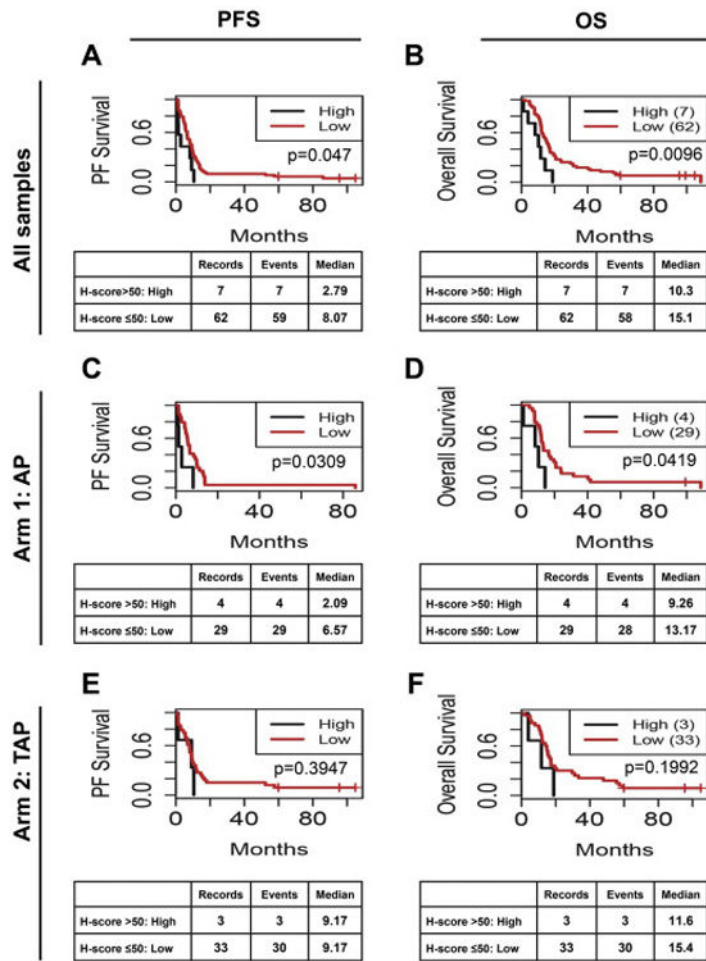 PFS OS
A B
All samples
PF Survival
0.6
0.0
High
Low
p=0.047
0 40 80
Months
Overall Survival
0.6
0.0
High (7)
Low (62)
p=0.0096
0 40 80
Months
Records Events Median
H-score>50: High 7 7 2.79
H-score ≤50: Low 62 59 8.07
Records Events Median
H-score >50: High 7 7 10.3
H-score ≤50: Low 62 58 15.1
C D
Arm 1: AP
PF Survival
0.6
0.0
High
Low
p=0.0309
0 20 40 60 80
Months
Overall Survival
0.6
0.0
High (4)
Low (29)
p=0.0419
0 40 80
Months
Records Events Median
H-score >50: High 4 4 2.09
H-score ≤50: Low 29 29 6.57
Records Events Median
H-score >50: High 4 4 9.26
H-score ≤50: Low 29 28 13.17
E F
Arm 2: TAP
PF Survival
0.6
0.0
High
Low
p=0.3947
0 40 80
Months
Overall Survival
0.6
0.0
High (3)
Low (33)
p=0.1992
0 40 80
Months
Records Events Median
H-score >50: High 3 3 9.17
H-score ≤50: Low 33 30 9.17
Records Events Median
H-score >50: High 3 3 11.6
H-score ≤50: Low 33 30 15.4